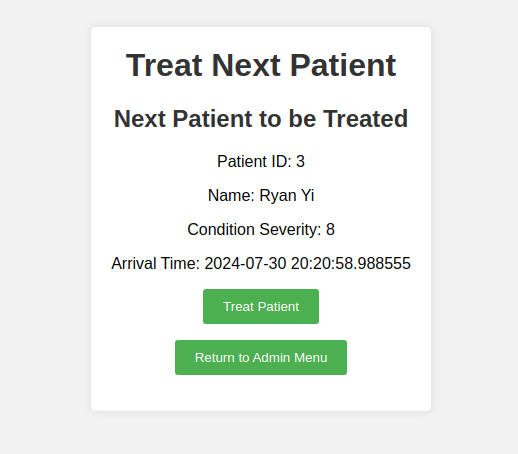 Treat Next Patient
Next Patient to be Treated
Patient ID: 3
Name: Ryan Yi
Condition Severity: 8
Arrival Time: 2024-07-30 20:20:58.988555
Treat Patient
Return to Admin Menu